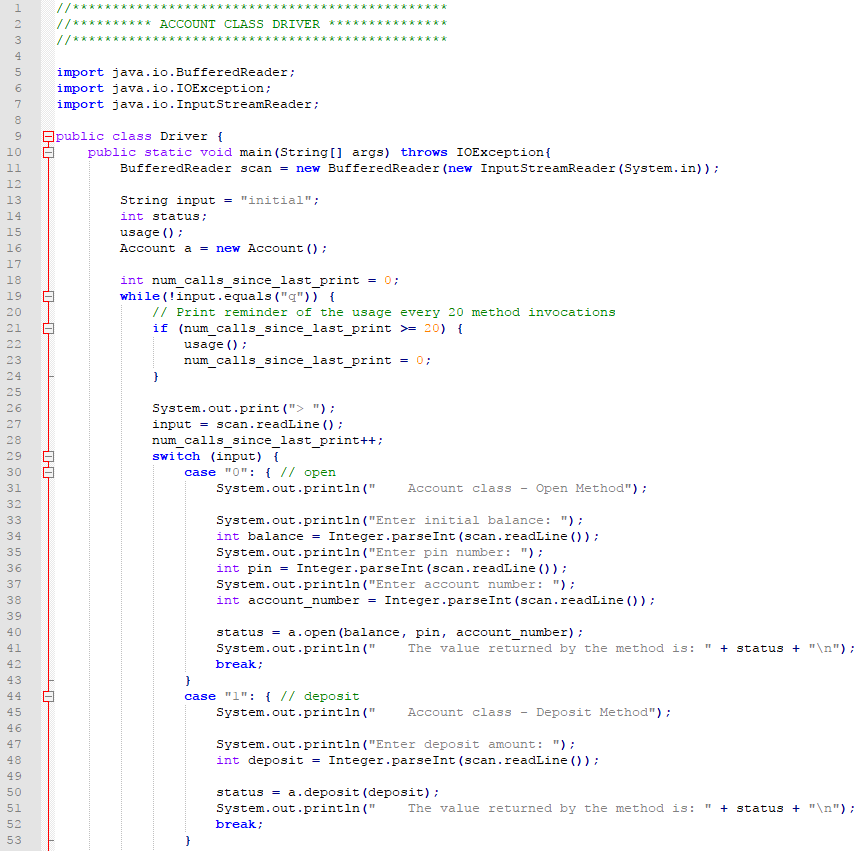 1 //***********************************************
2 //********** ACCOUNT CLASS DRIVER ***************
3 //***********************************************
4
5 import java.io.BufferedReader;
6 import java.io.IOException;
7 import java.io.InputStreamReader;
8
9 public class Driver {
10     public static void main(String[] args) throws IOException{
11         BufferedReader scan = new BufferedReader(new InputStreamReader(System.in));
12
13         String input = "initial";
14         int status;
15         usage();
16         Account a = new Account();
17
18         int num_calls_since_last_print = 0;
19         while(!input.equals("q")) {
20             // Print reminder of the usage every 20 method invocations
21             if (num_calls_since_last_print >= 20) {
22                 usage();
23                 num_calls_since_last_print = 0;
24             }
25
26             System.out.print("> ");
27             input = scan.readLine();
28             num_calls_since_last_print++;
29             switch (input) {
30                 case "0": { // open
31                     System.out.println("    Account class - Open Method");
32
33                     System.out.println("Enter initial balance: ");
34                     int balance = Integer.parseInt(scan.readLine());
35                     System.out.println("Enter pin number: ");
36                     int pin = Integer.parseInt(scan.readLine());
37                     System.out.println("Enter account number: ");
38                     int account_number = Integer.parseInt(scan.readLine());
39
40                     status = a.open(balance, pin, account_number);
41                     System.out.println("    The value returned by the method is: " + status + "\n");
42                     break;
43                 }
44                 case "1": { // deposit
45                     System.out.println("    Account class - Deposit Method");
46
47                     System.out.println("Enter deposit amount: ");
48                     int deposit = Integer.parseInt(scan.readLine());
49
50                     status = a.deposit(deposit);
51                     System.out.println("    The value returned by the method is: " + status + "\n");
52                     break;
53                 }